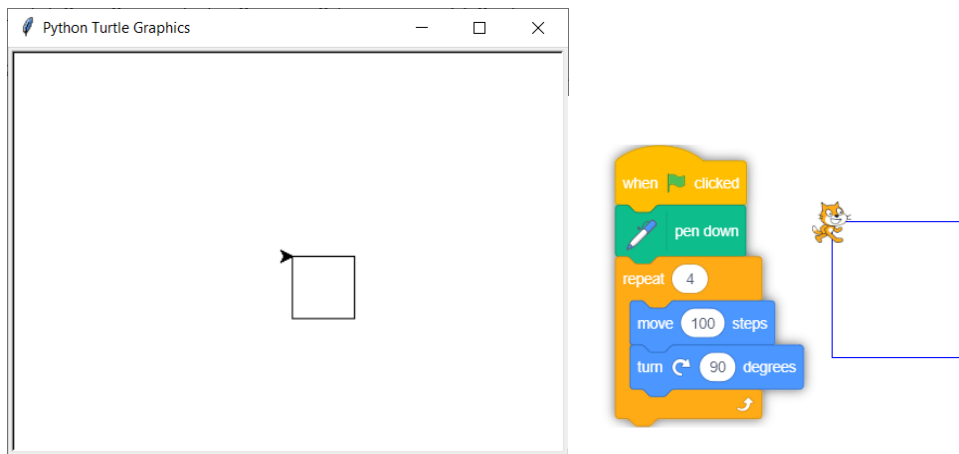 Python Turtle Graphics
when clicked
pen down
repeat 4
move 100 steps
turn 90 degrees